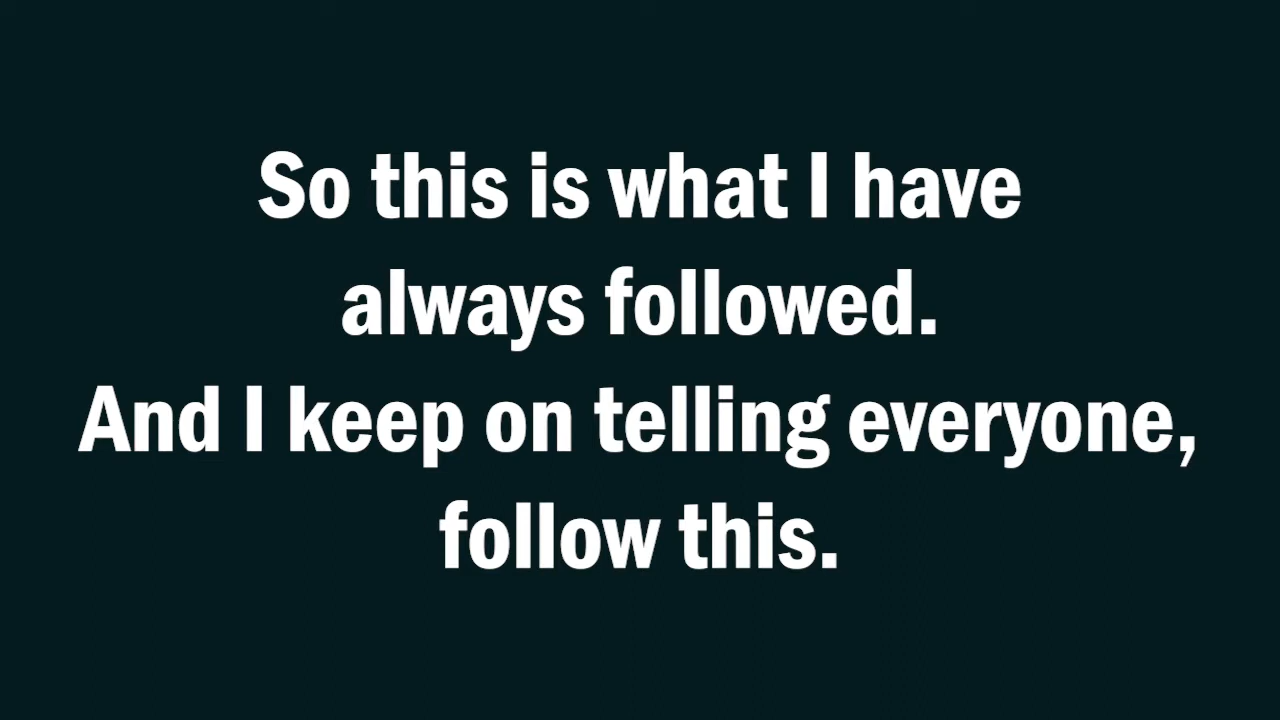 So this is what I have
always followed.
And I keep on telling everyone,
follow this.